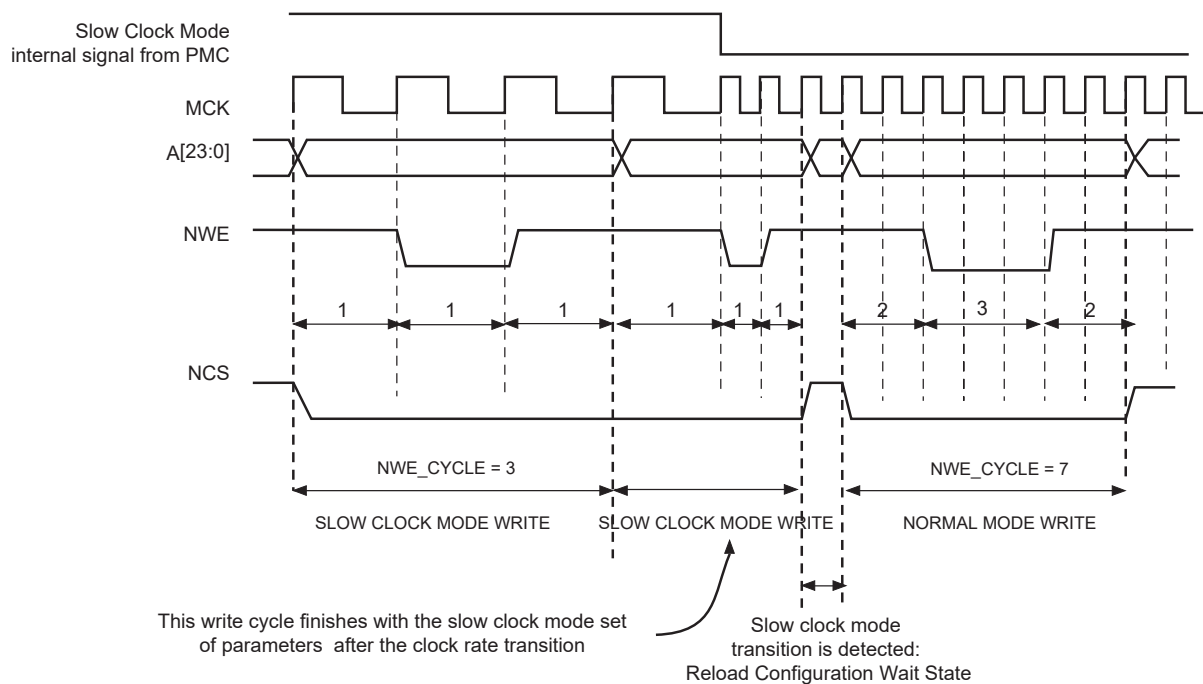 Slow Clock Mode
internal signal from PMC
MCK
A[23:0]
NWE
1 1 1 1 1 1 2 3 2
NCS
NWE_CYCLE = 3 NWE_CYCLE = 7
SLOW CLOCK MODE WRITE SLOW CLOCK MODE WRITE NORMAL MODE WRITE
This write cycle finishes with the slow clock mode set
of parameters after the clock rate transition
Slow clock mode
transition is detected:
Reload Configuration Wait State